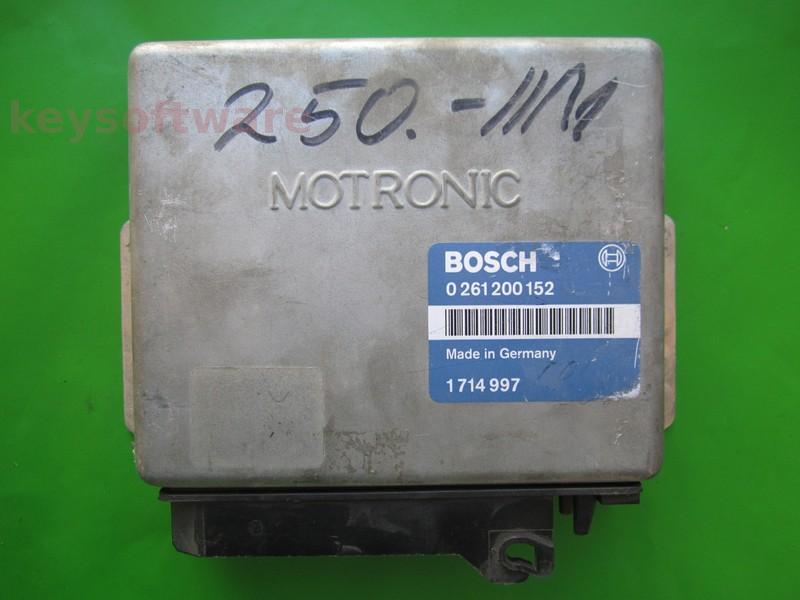 keysoftware
250.-
MOTRONIC
BOSCH
0 261 200 152
Made in Germany
1 714 997